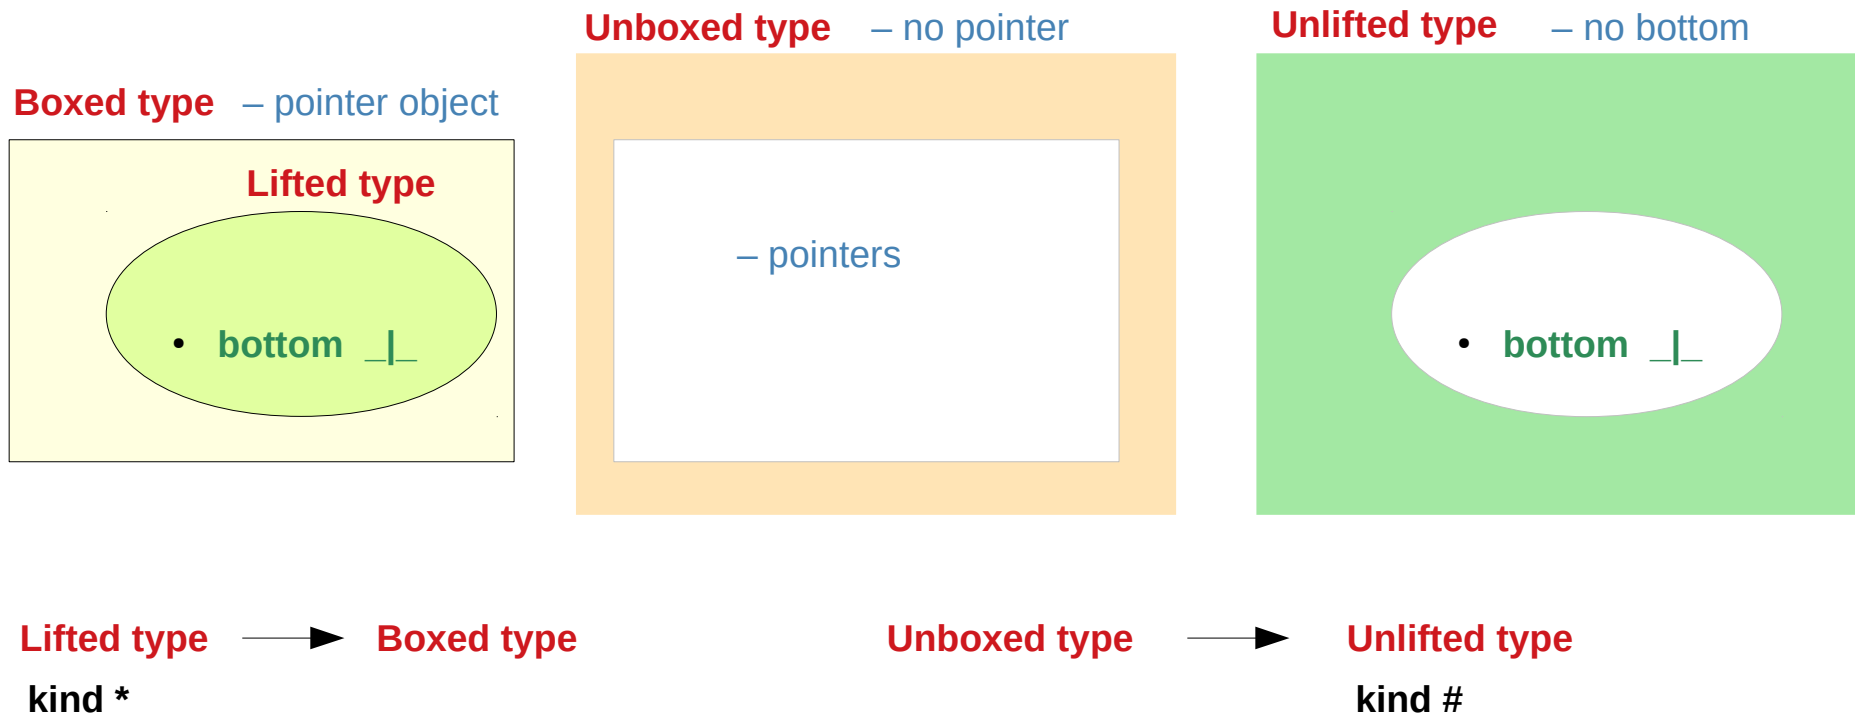 Unboxed type – no pointer
Unlifted type – no bottom
Boxed type – pointer object
Lifted type
– pointers
• bottom _|_
• bottom _|_
Lifted type
Boxed type
Unboxed type
Unlifted type
kind *
kind #